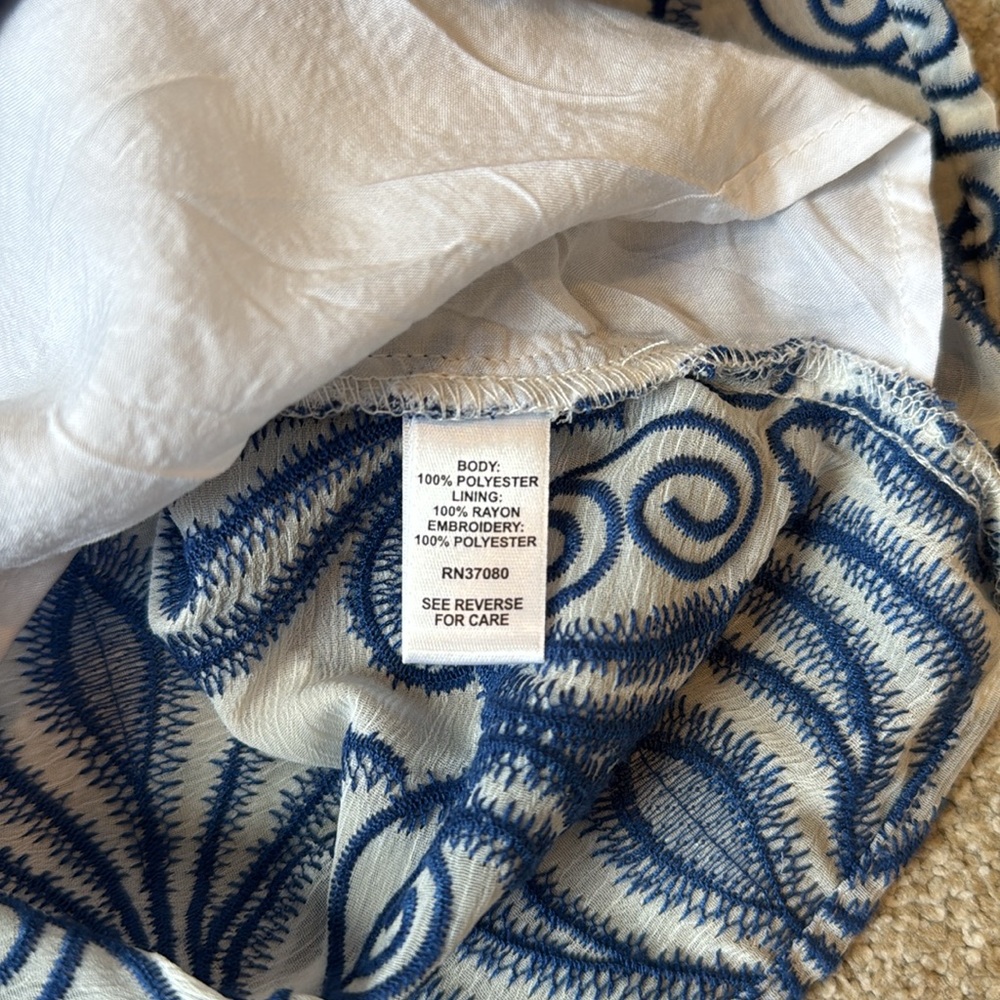 BODY:
100% POLYESTER
LINING:
100% RAYON
EMBROIDERY:
100% POLYESTER
RN37080
SEE REVERSE
FOR CARE